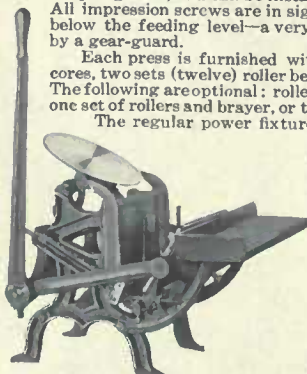 All impression screws are in sig
below the feeding level—a very
by a gear-guard.
Each press is furnished wi
cores, two sets (twelve) roller be
The following are optional: rolle
one set of rollers and brayer, or t
The regular power fixture